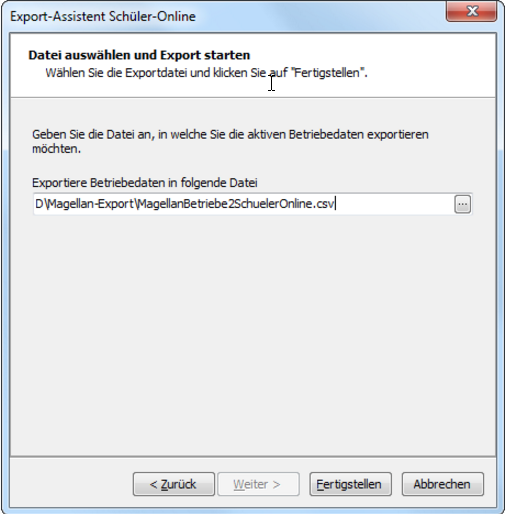 Export-Assistent Schüler-Online
Datei auswählen und Export starten
Wählen Sie die Exportdatei und klicken Sie auf "Fertigstellen".
Geben Sie die Datei an, in welche Sie die aktiven Betriebedaten exportieren
möchten.
Exportiere Betriebedaten in folgende Datei
D\Magellan-Export\MagellanBetriebe2SchuelerOnline.csv
...
< Zurück
Weiter >
Fertigstellen
Abbrechen